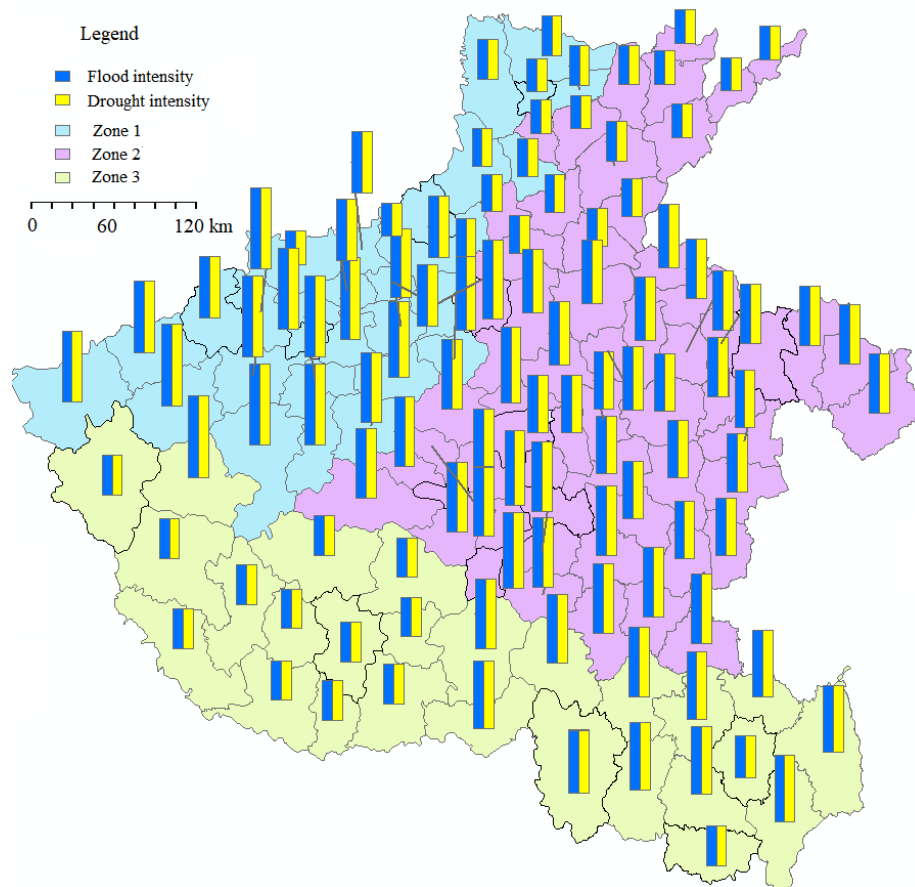 Legend
Flood intensity
Drought intensity
Zone 1
Zone 2
Zone 3
0 60 120 km